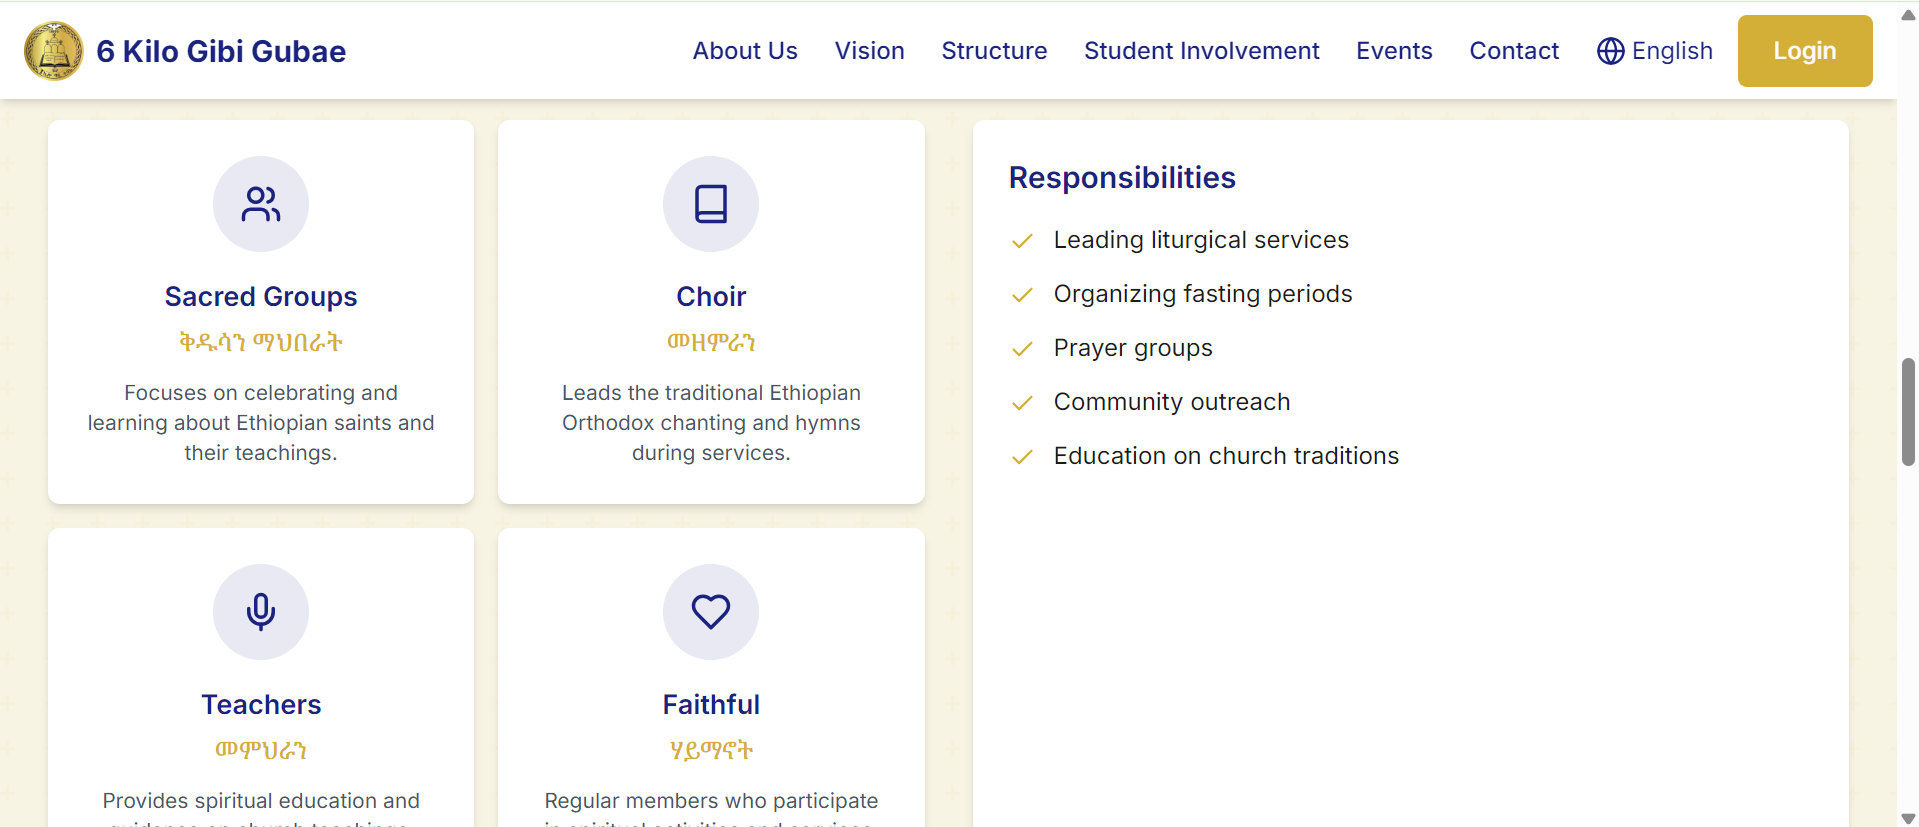 6 Kilo Gibi Gubae
About Us
Vision
Structure
Student Involvement
Events
Contact
English
Login
Sacred Groups
ቅዱሳን ማህበራት
Focuses on celebrating and
learning about Ethiopian saints and
their teachings.
Choir
መዘምራን
Leads the traditional Ethiopian
Orthodox chanting and hymns
during services.
Teachers
መምህራን
Provides spiritual education and
Faithful
ሃይማኖት
Regular members who participate
Responsibilities
Leading liturgical services
Organizing fasting periods
Prayer groups
Community outreach
Education on church traditions